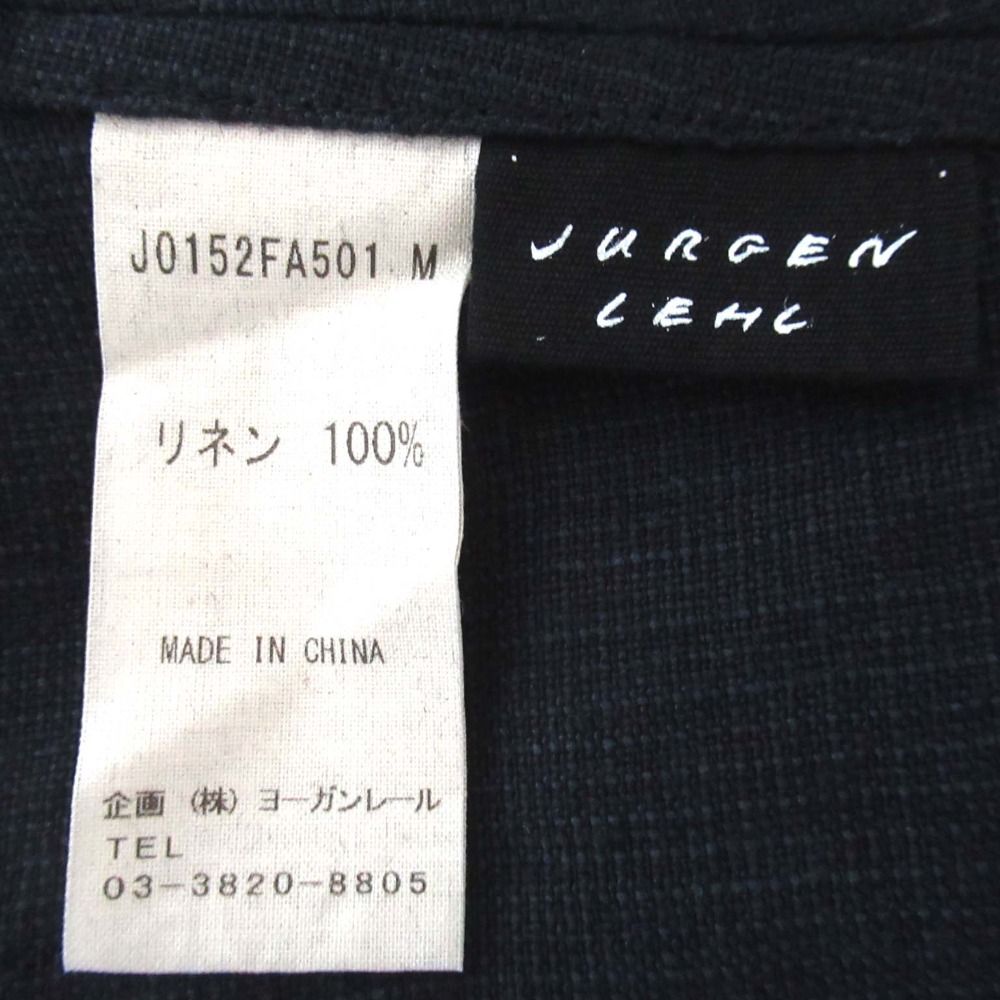 J0152FA501 M
リネン 100%
MADE IN CHINA
企画 (株) ヨーガンレール
TEL
03-3820-8805
JURGEN
LEHL